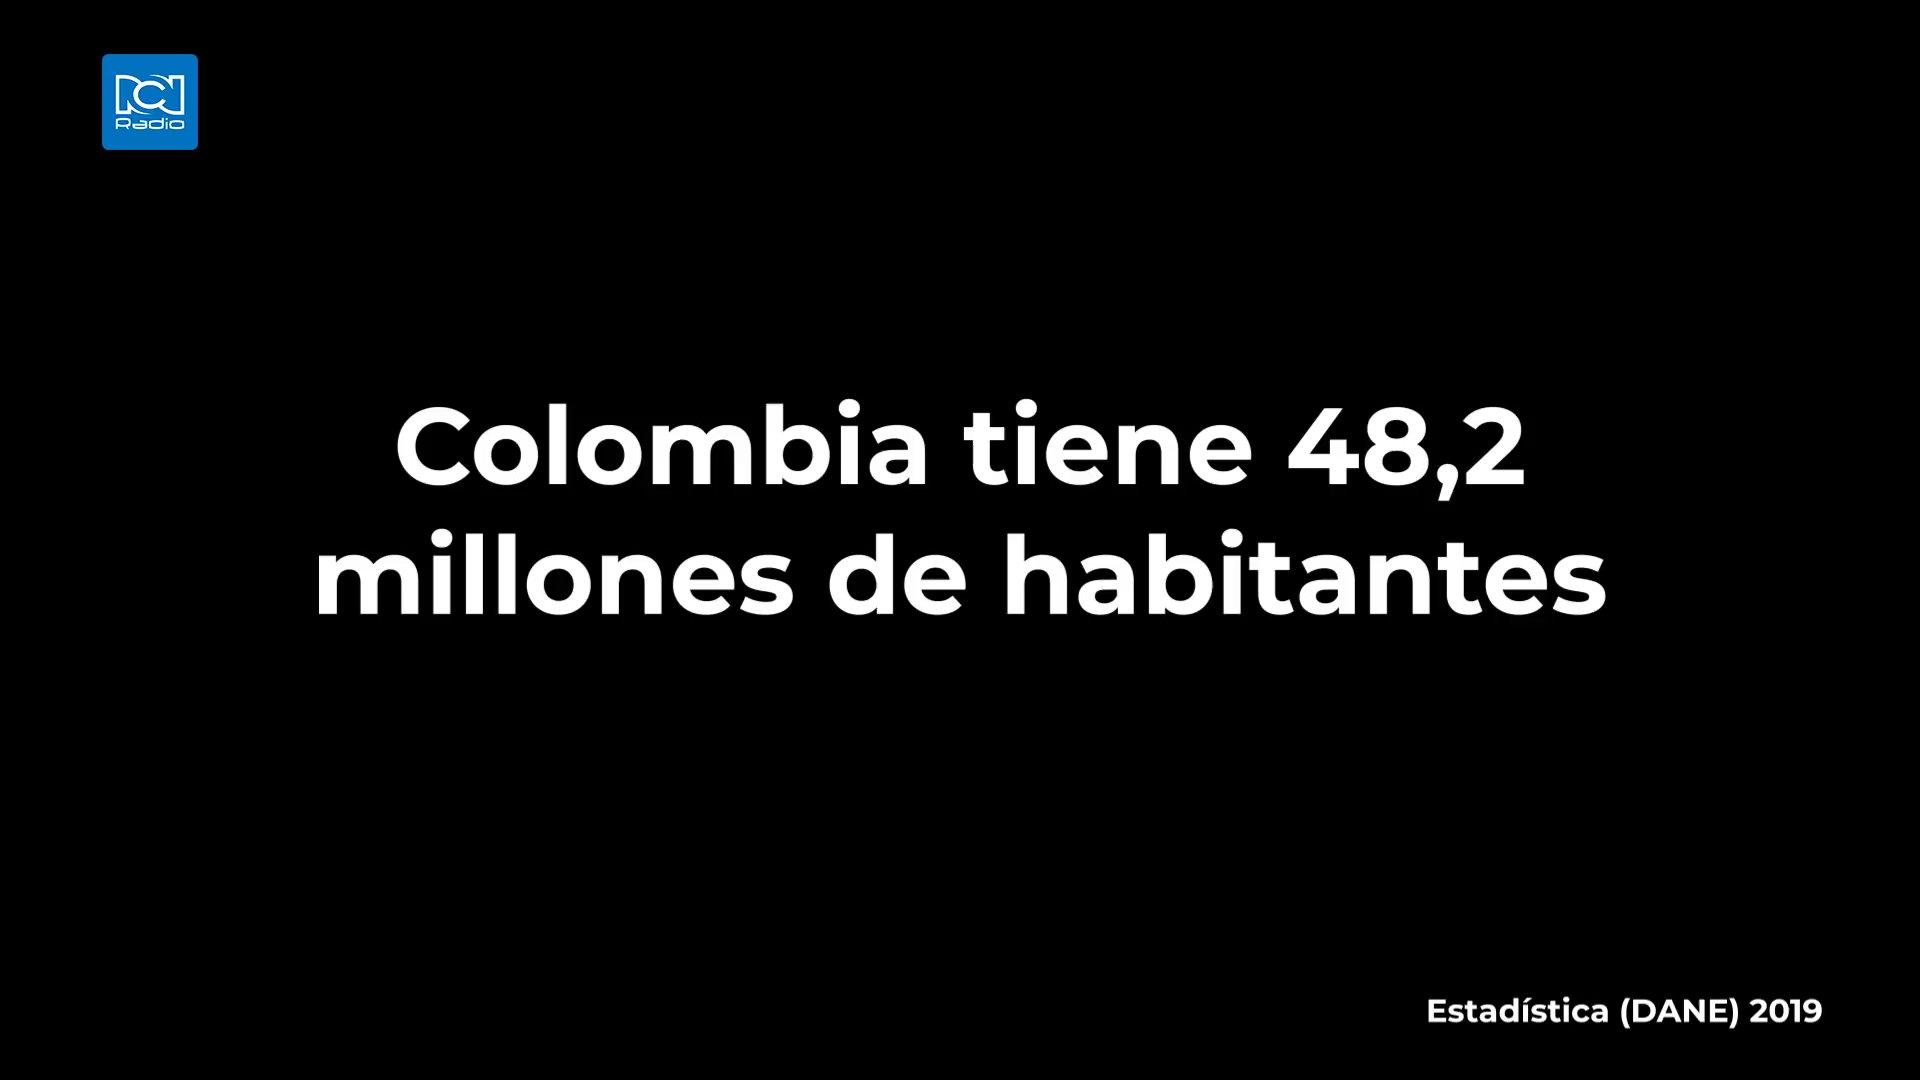 RCN
Radio
Colombia tiene 48,2
millones de habitantes
Estadística (DANE) 2019